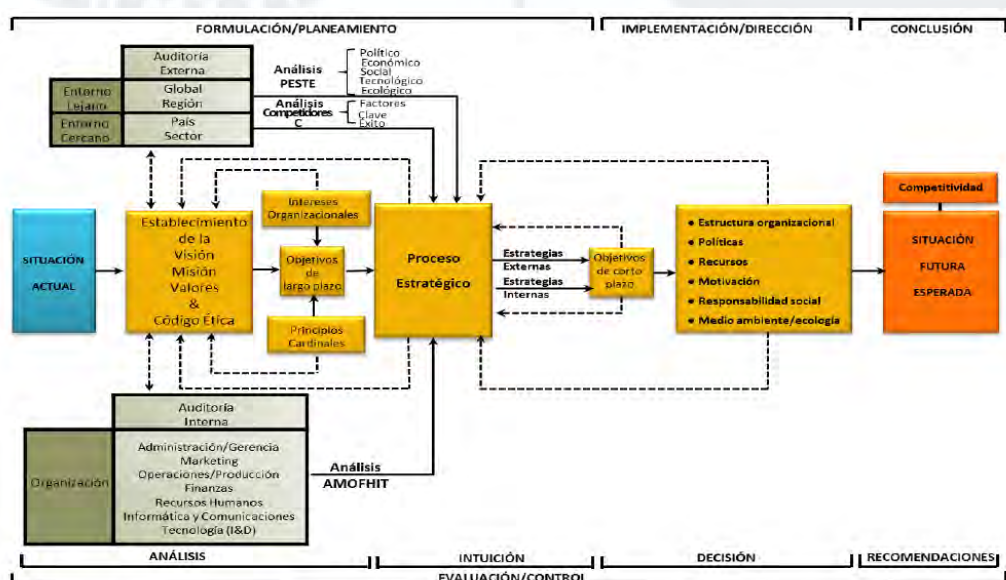 FORMULACIÓN/PLANEAMIENTO
IMPLEMENTACIÓN/DIRECCIÓN
CONCLUSIÓN
Auditoría
Externa
Entorno
Lejano
Global
Región
Entorno
Cercano
País
Sector
Análisis
PESTE
Político
Económico
Social
Tecnológico
Ecológico
Análisis
Competidores
C
Factores
Clave
Éxito
SITUACIÓN
ACTUAL
Establecimiento
de la
Visión
Misión
Valores
&
Código Ética
Intereses
Organizacionales
Objetivos
de
largo plazo
Principios
Cardinales
Proceso
Estratégico
Estrategias
Externas
Estrategias
Internas
Objetivos
de corto
plazo
• Estructura organizacional
• Políticas
• Recursos
• Motivación
• Responsabilidad social
• Medio ambiente/ecología
Competitividad
SITUACIÓN
FUTURA
ESPERADA
Auditoría
Interna
Organización
Administración/Gerencia
Marketing
Operaciones/Producción
Finanzas
Recursos Humanos
Informática y Comunicaciones
Tecnología (I&D)
Análisis
AMOFHIT
ANÁLISIS
INTUICIÓN
DECISIÓN
RECOMENDACIONES
EVALUACIÓN/CONTROL